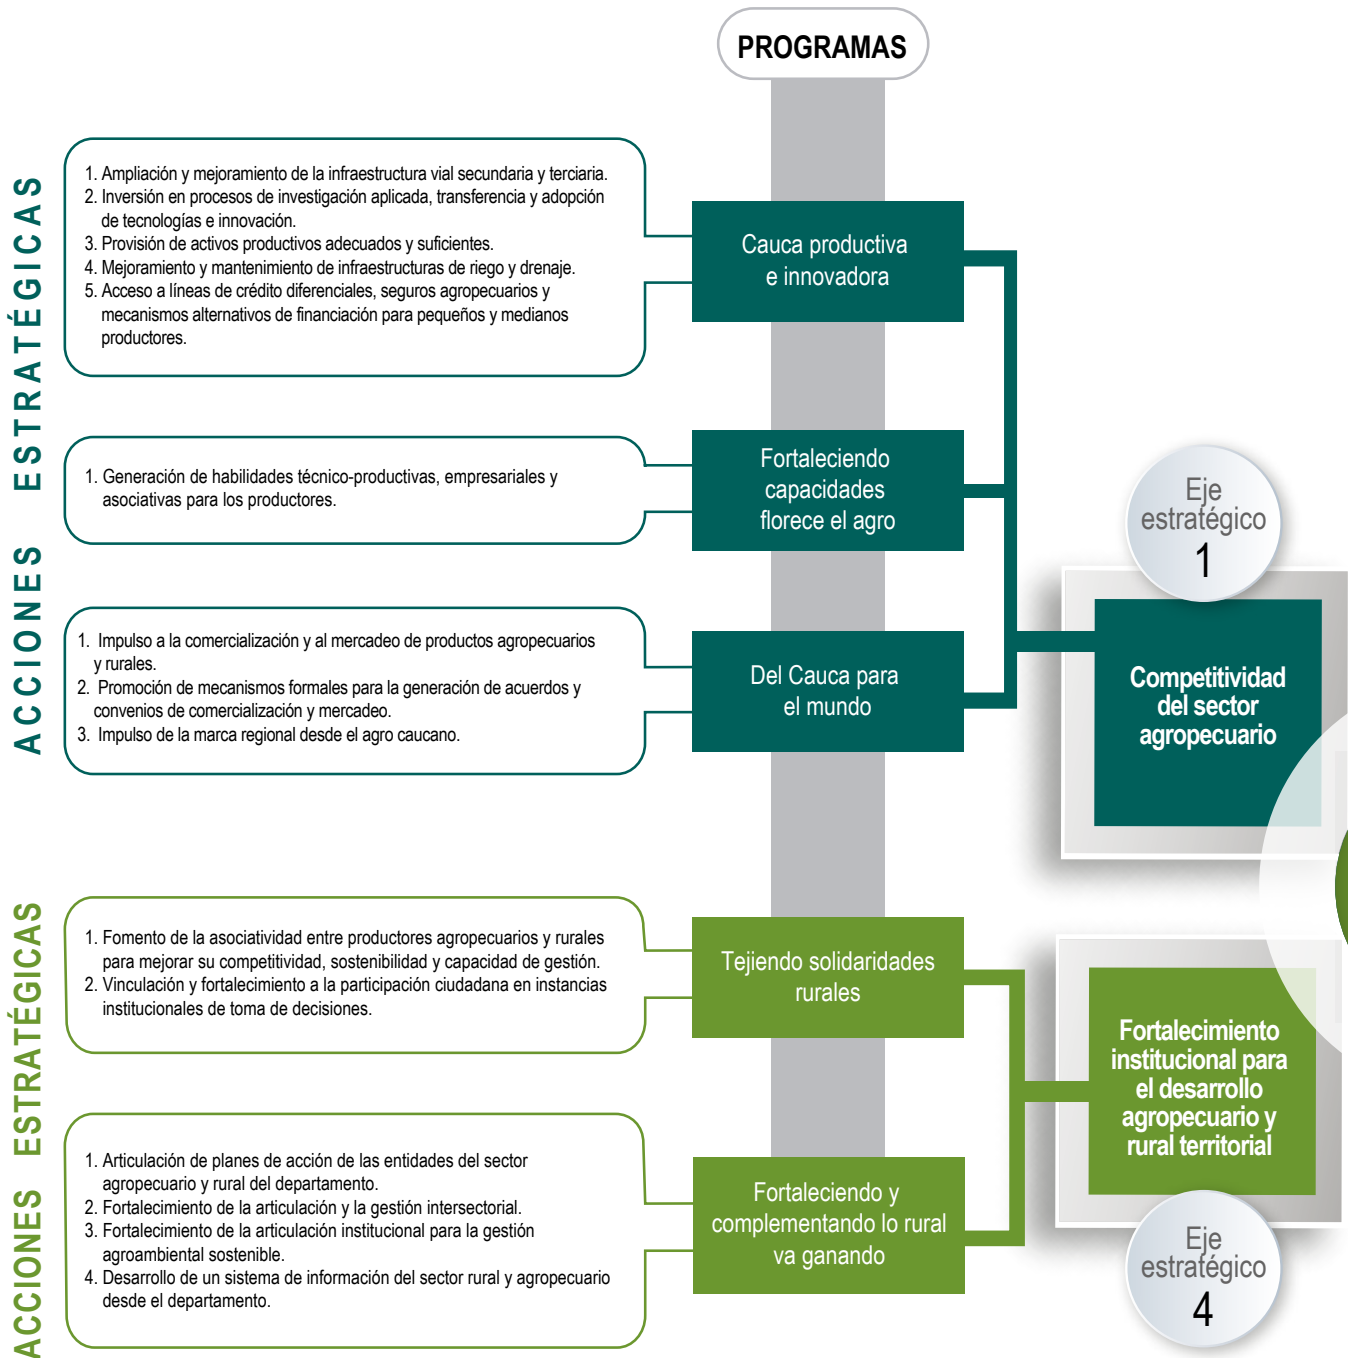 PROGRAMAS
ACCIONES ESTRATÉGICAS
1. Ampliación y mejoramiento de la infraestructura vial secundaria y terciaria.
2. Inversión en procesos de investigación aplicada, transferencia y adopción
de tecnologías e innovación.
3. Provisión de activos productivos adecuados y suficientes.
4. Mejoramiento y mantenimiento de infraestructuras de riego y drenaje.
5. Acceso a líneas de crédito diferenciales, seguros agropecuarios y
mecanismos alternativos de financiación para pequeños y medianos
productores.
Cauca productiva
e innovadora
1. Generación de habilidades técnico-productivas, empresariales y
asociativas para los productores.
Fortaleciendo
capacidades
florece el agro
1. Impulso a la comercialización y al mercadeo de productos agropecuarios
y rurales.
2. Promoción de mecanismos formales para la generación de acuerdos y
convenios de comercialización y mercadeo.
3. Impulso de la marca regional desde el agro caucano.
Del Cauca para
el mundo
Eje
estratégico
1
Competitividad
del sector
agropecuario
ACCIONES ESTRATÉGICAS
1. Fomento de la asociatividad entre productores agropecuarios y rurales
para mejorar su competitividad, sostenibilidad y capacidad de gestión.
2. Vinculación y fortalecimiento a la participación ciudadana en instancias
institucionales de toma de decisiones.
Tejiendo solidaridades
rurales
1. Articulación de planes de acción de las entidades del sector
agropecuario y rural del departamento.
2. Fortalecimiento de la articulación y la gestión intersectorial.
3. Fortalecimiento de la articulación institucional para la gestión
agroambiental sostenible.
4. Desarrollo de un sistema de información del sector rural y agropecuario
desde el departamento.
Fortaleciendo y
complementando lo rural
va ganando
Fortalecimiento
institucional para
el desarrollo
agropecuario y
rural territorial
Eje
estratégico
4